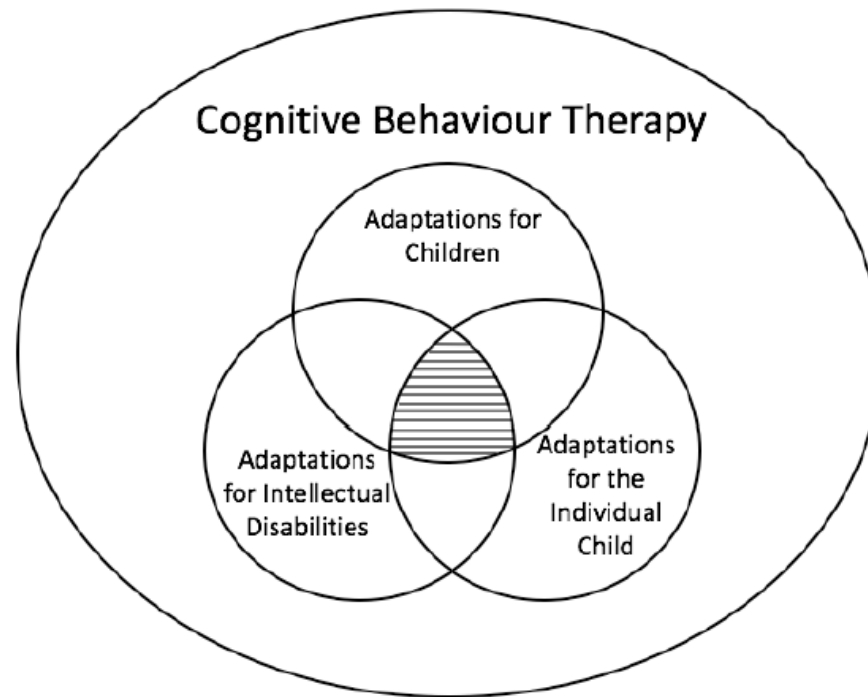 Cognitive Behaviour Therapy
Adaptations for
Children
Adaptations
for Intellectual
Disabilities
Adaptations
for the
Individual
Child